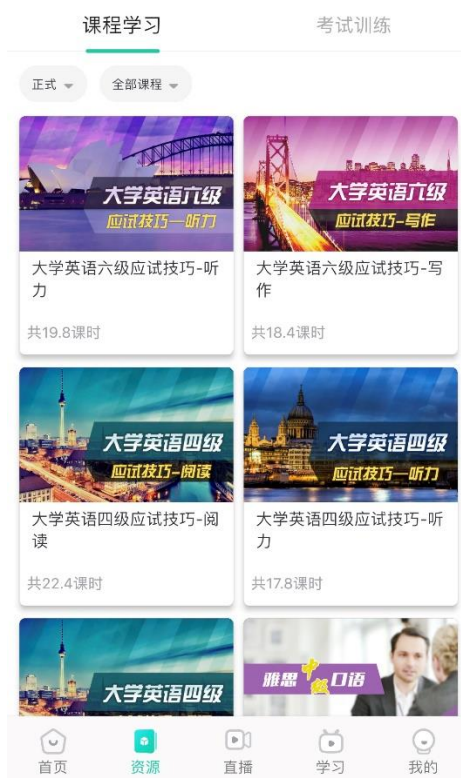 课程学习
考试训练
正式
全部课程
大学英语六级
应试技巧—听力
大学英语六级
应试技巧-写作
大学英语六级应试技巧-听
力
大学英语六级应试技巧-写
作
共19.8课时
共18.4课时
大学英语四级
应试技巧-阅读
大学英语四级
应试技巧—听力
大学英语四级应试技巧-阅
读
大学英语四级应试技巧-听
力
共22.4课时
共17.8课时
大学英语四级
雅思中级口语
首页
资源
直播
学习
我的